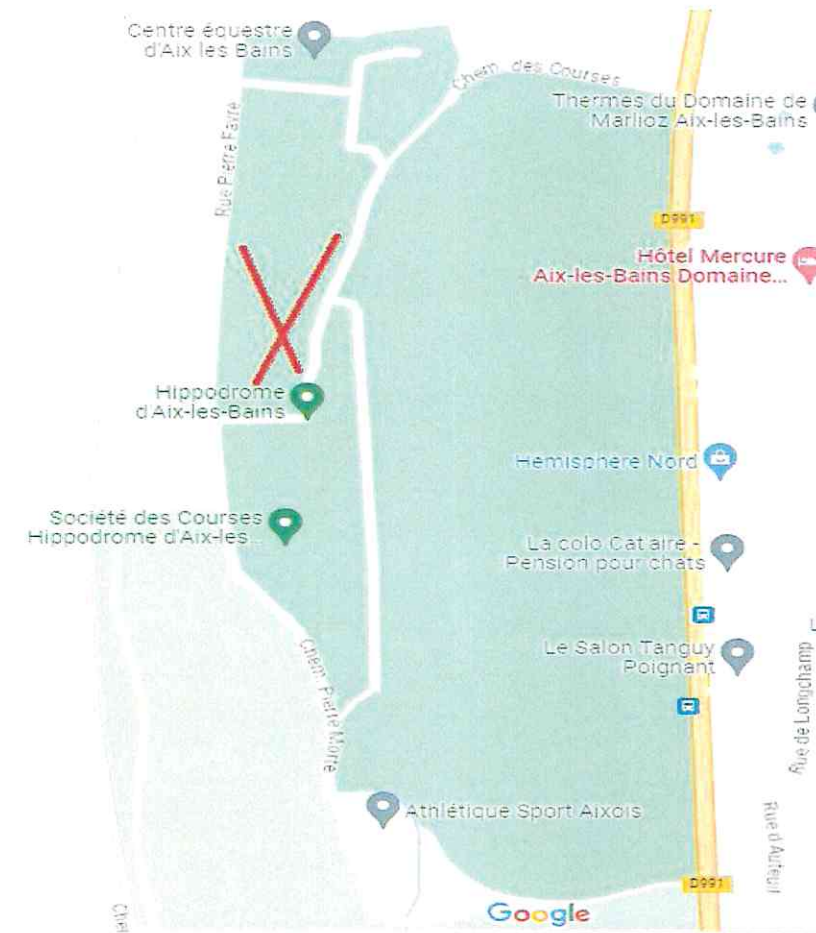 Centre équestre
d'Aix les Bains
Chem. des Courses
Thermes du Domaine de
Marlioz Aix-les-Bains
Rue Pierre Favre
D991
Hôtel Mercure
Aix-les-Bains Domaine...
Hippodrome
d'Aix-les-Bains
Hémisphère Nord
Société des Courses
Hippodrome d'Aix-les...
La colo Cat'aire -
Pension pour chats
Le Salon Tanguy
Poignant
L
Rue de Longchamp
Chem. Pierre Morte
Athlétique Sport Aixois
Rue d'Auteuil
D991
Che
Google